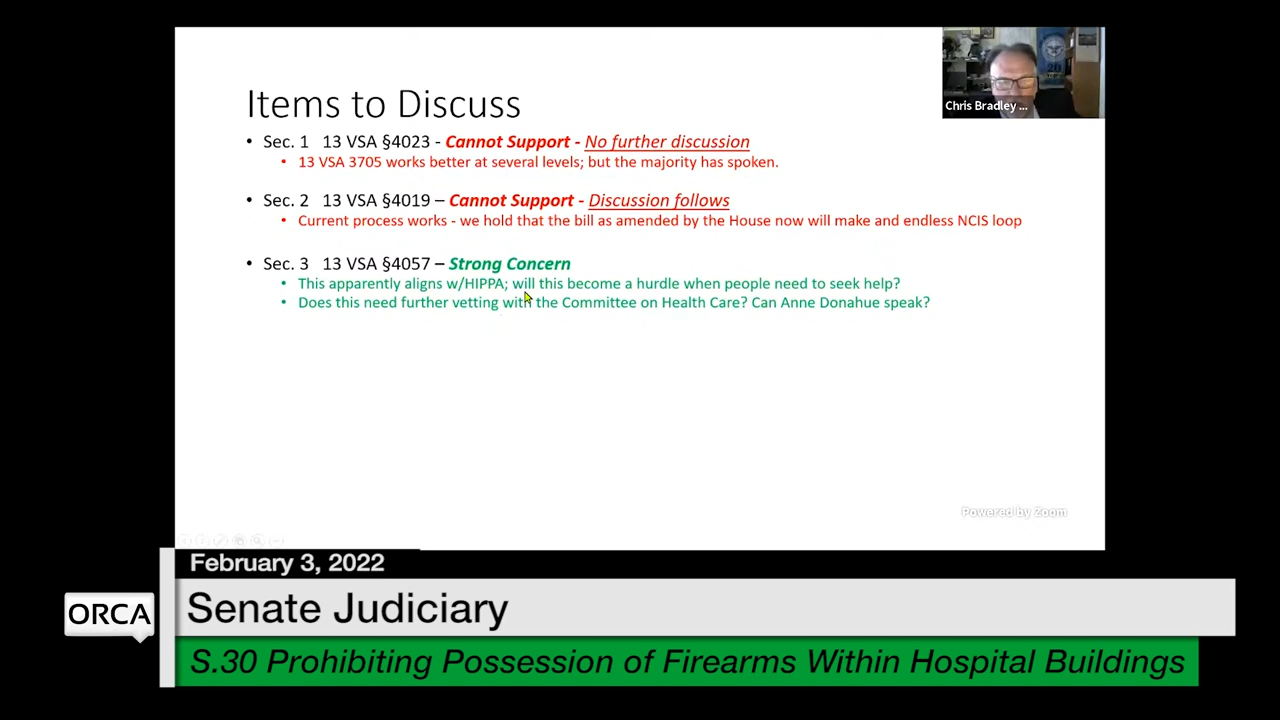 Items to Discuss
Chris Bradley ...
• Sec. 1 13 VSA §4023 - Cannot Support - No further discussion
• 13 VSA 3705 works better at several levels; but the majority has spoken.
• Sec. 2 13 VSA §4019 – Cannot Support - Discussion follows
• Current process works - we hold that the bill as amended by the House now will make and endless NCIS loop
• Sec. 3 13 VSA §4057 – Strong Concern
• This apparently aligns w/HIPPA; will this become a hurdle when people need to seek help?
• Does this need further vetting with the Committee on Health Care? Can Anne Donahue speak?
Powered by Zoom
February 3, 2022
ORCA
Senate Judiciary
S.30 Prohibiting Possession of Firearms Within Hospital Buildings